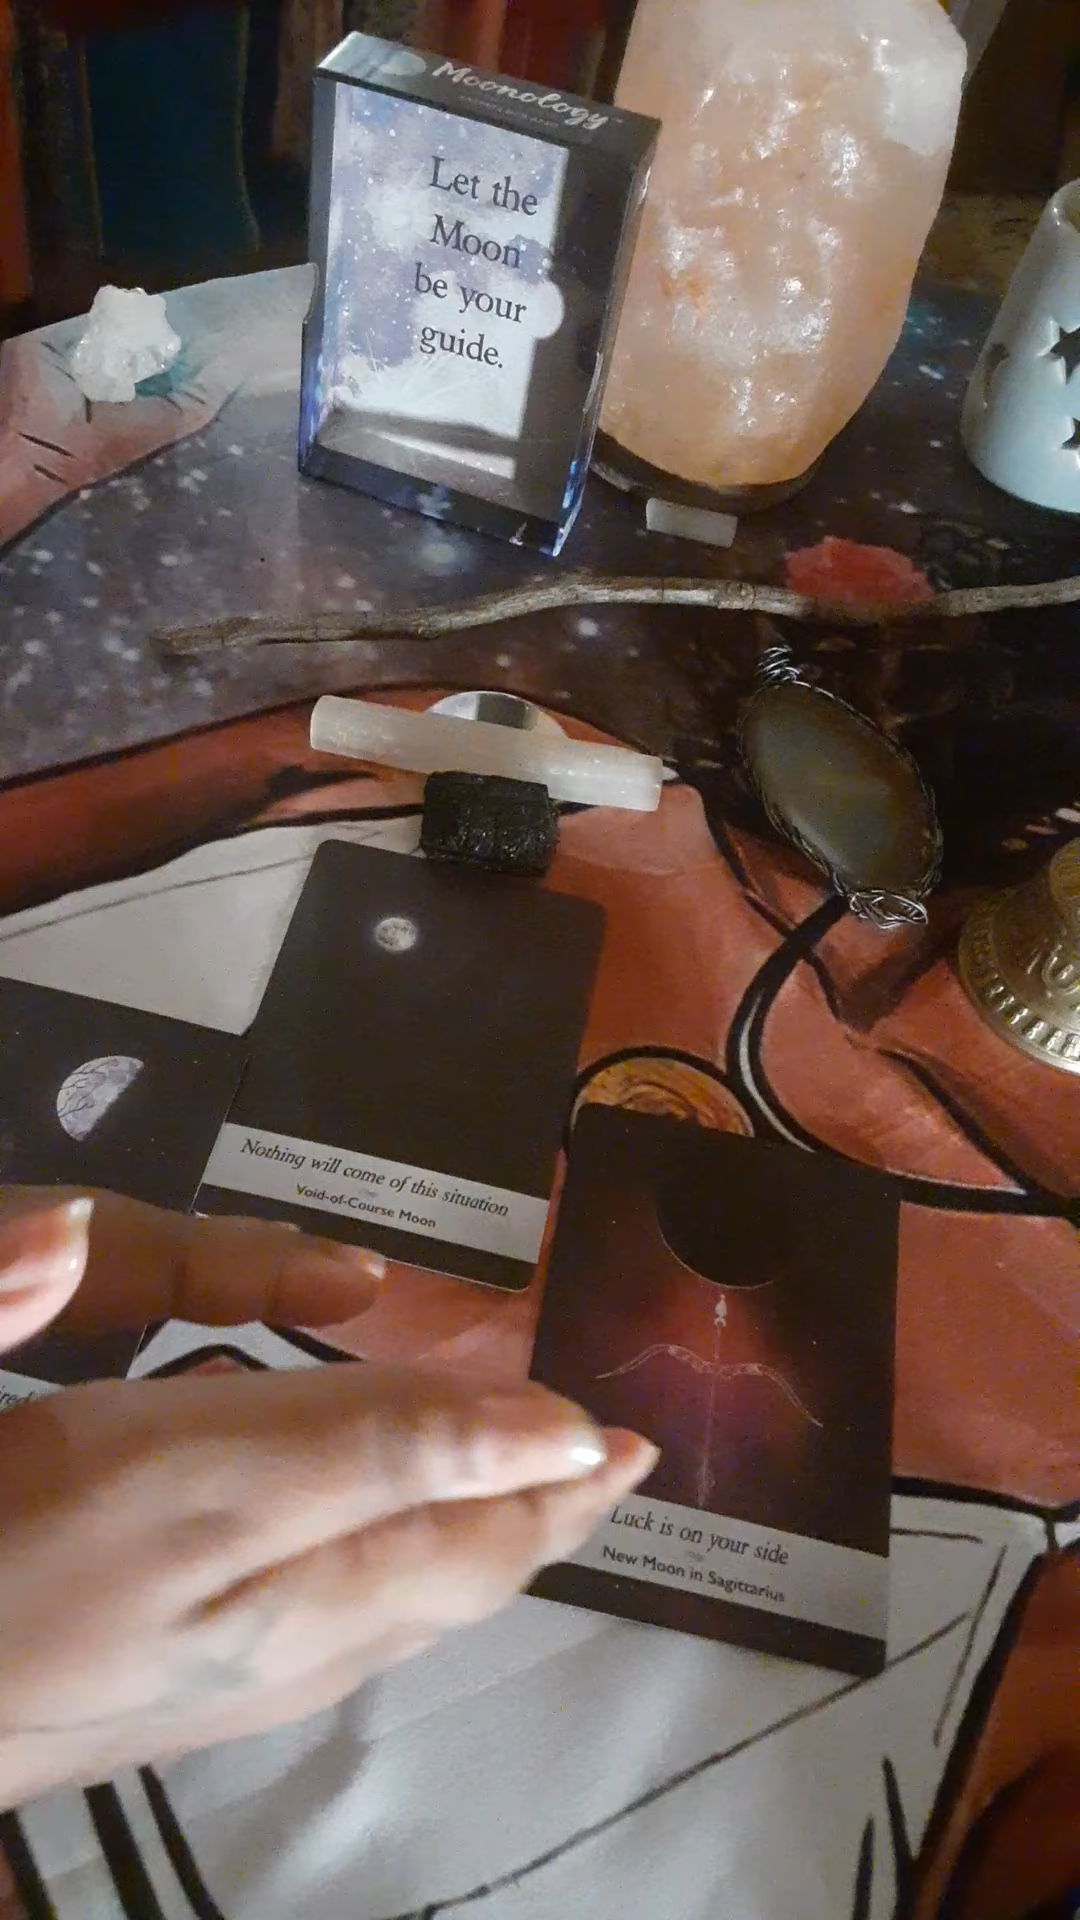 Moonology
Let the
Moon
be your
guide.
Nothing will come of this situation
Void-of-Course Moon
Luck is on your side
New Moon in Sagittarius